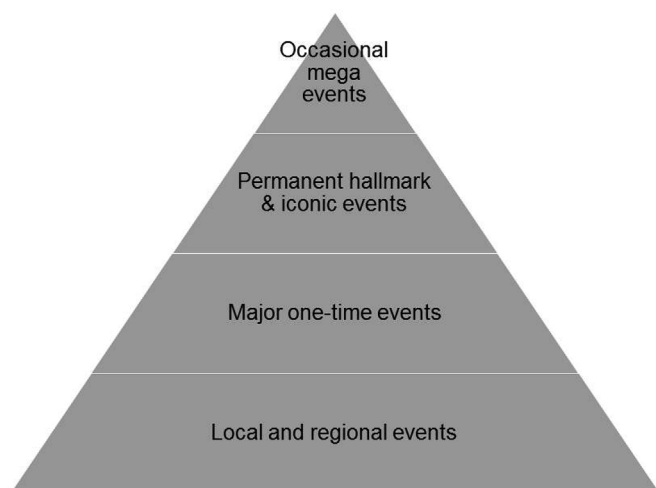 Occasional
mega
events
Permanent hallmark
& iconic events
Major one-time events
Local and regional events